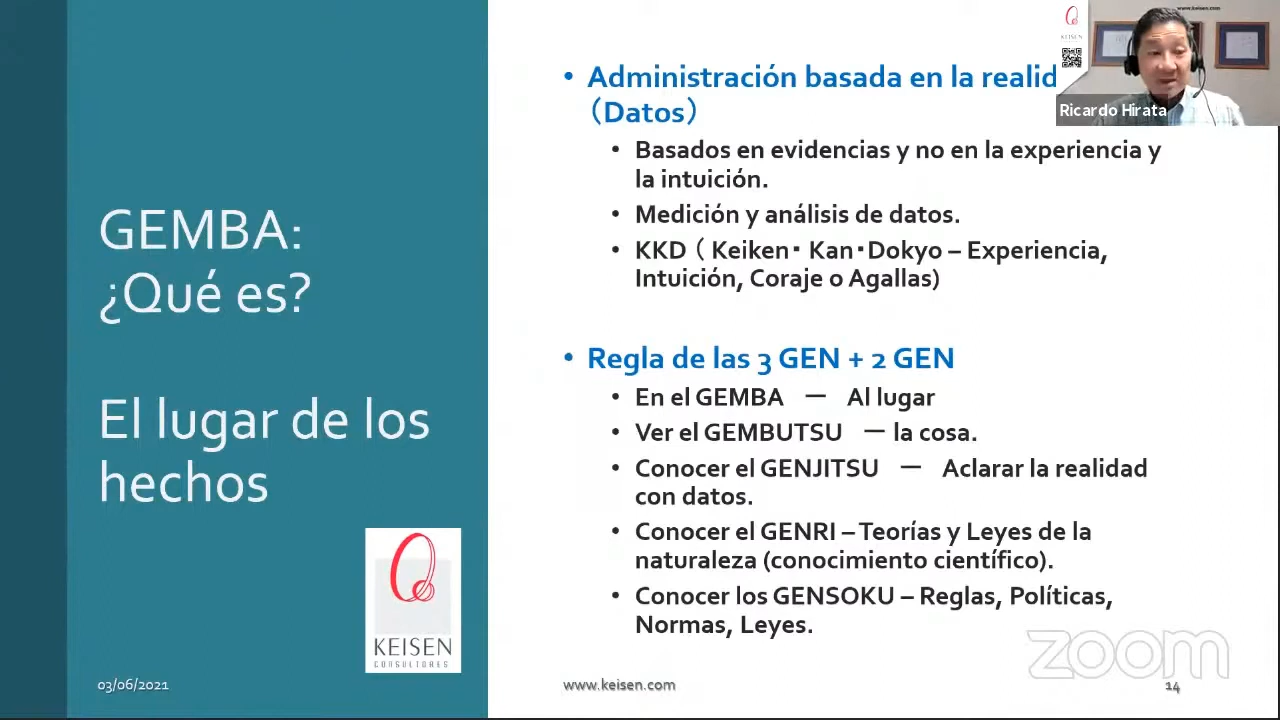 GEMBA:
¿Qué es?
El lugar de los
hechos
KEISEN
CONSULTORES
03/06/2021
• Administración basada en la realid
(Datos)
• Basados en evidencias y no en la experiencia y
la intuición.
• Medición y análisis de datos.
• KKD ( Keiken・ Kan・Dokyo – Experiencia,
Intuición, Coraje o Agallas)
• Regla de las 3 GEN + 2 GEN
• En el GEMBA — Al lugar
• Ver el GEMBUTSU — la cosa.
• Conocer el GENJITSU — Aclarar la realidad
con datos.
• Conocer el GENRI – Teorías y Leyes de la
naturaleza (conocimiento científico).
• Conocer los GENSOKU – Reglas, Políticas,
Normas, Leyes.
www.keisen.com
14
zoom
www.keisen.com
KEISEN
Ricardo Hirata